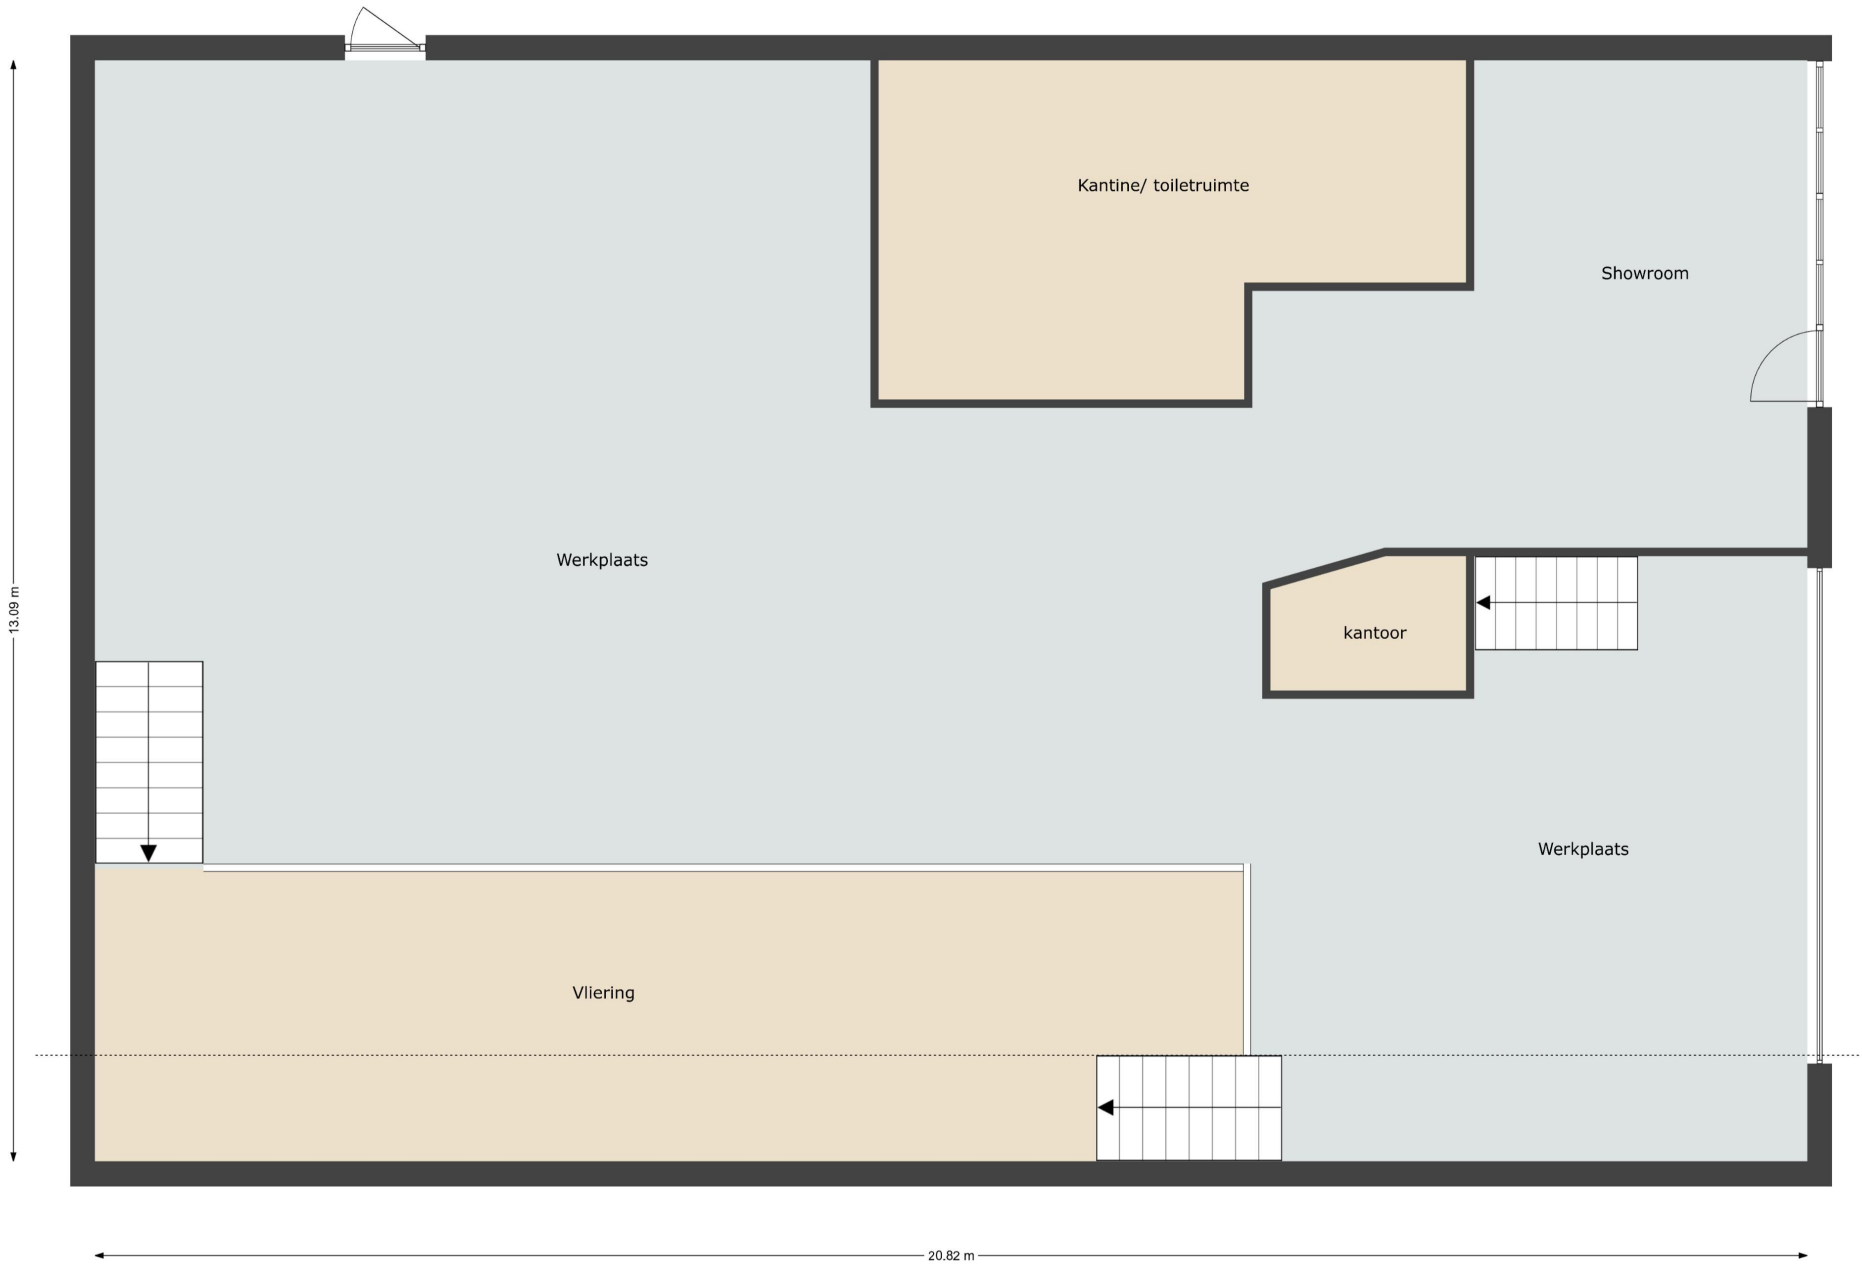 Kantine/ toiletruimte
Showroom
Werkplaats
13.09 m
kantoor
Werkplaats
Vliering
20.82 m